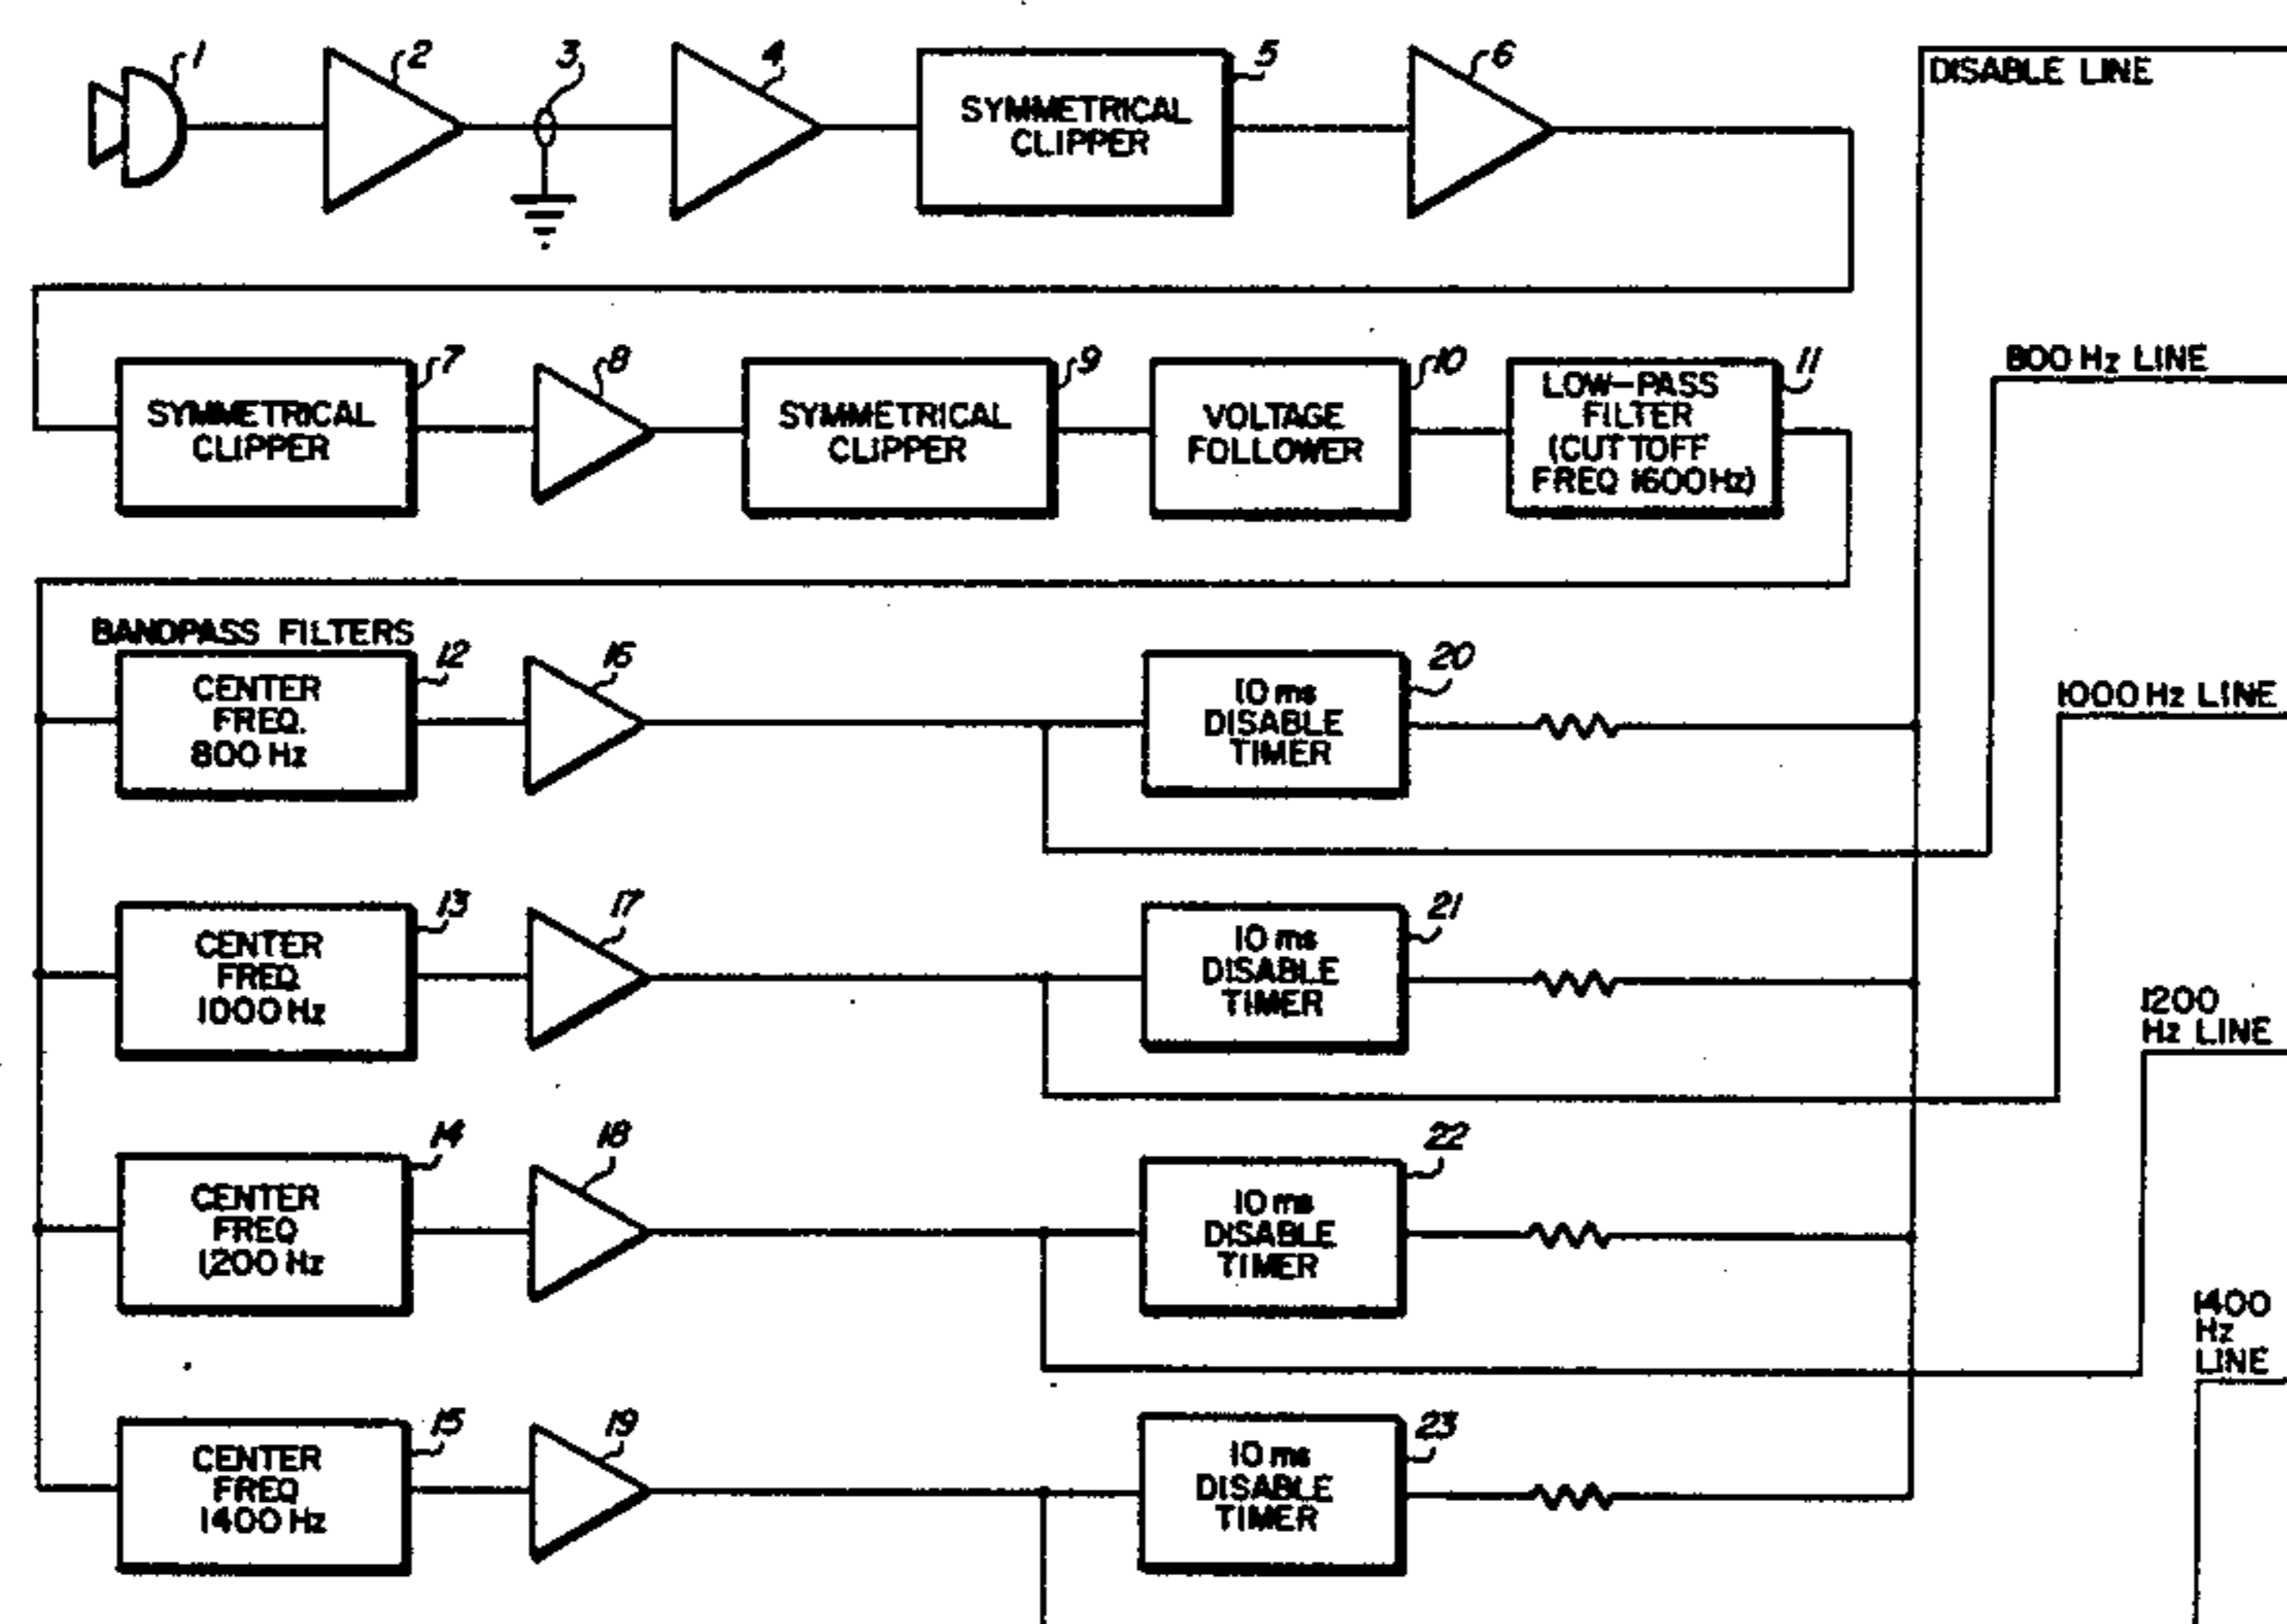 1
2
3
4
5
6
SYMMETRICAL
CLIPPER
DISABLE LINE
7
8
9
10
11
SYMMETRICAL
CLIPPER
SYMMETRICAL
CLIPPER
VOLTAGE
FOLLOWER
LOW-PASS
FILTER
(CUTTOFF
FREQ 1600Hz)
800 Hz LINE
BANDPASS FILTERS
12
16
20
CENTER
FREQ.
800 Hz
10 ms
DISABLE
TIMER
1000 Hz LINE
13
17
21
CENTER
FREQ
1000 Hz
10 ms
DISABLE
TIMER
1200
Hz LINE
14
18
22
CENTER
FREQ
1200 Hz
10 ms
DISABLE
TIMER
1400
Hz
LINE
15
19
23
CENTER
FREQ
1400 Hz
10 ms
DISABLE
TIMER